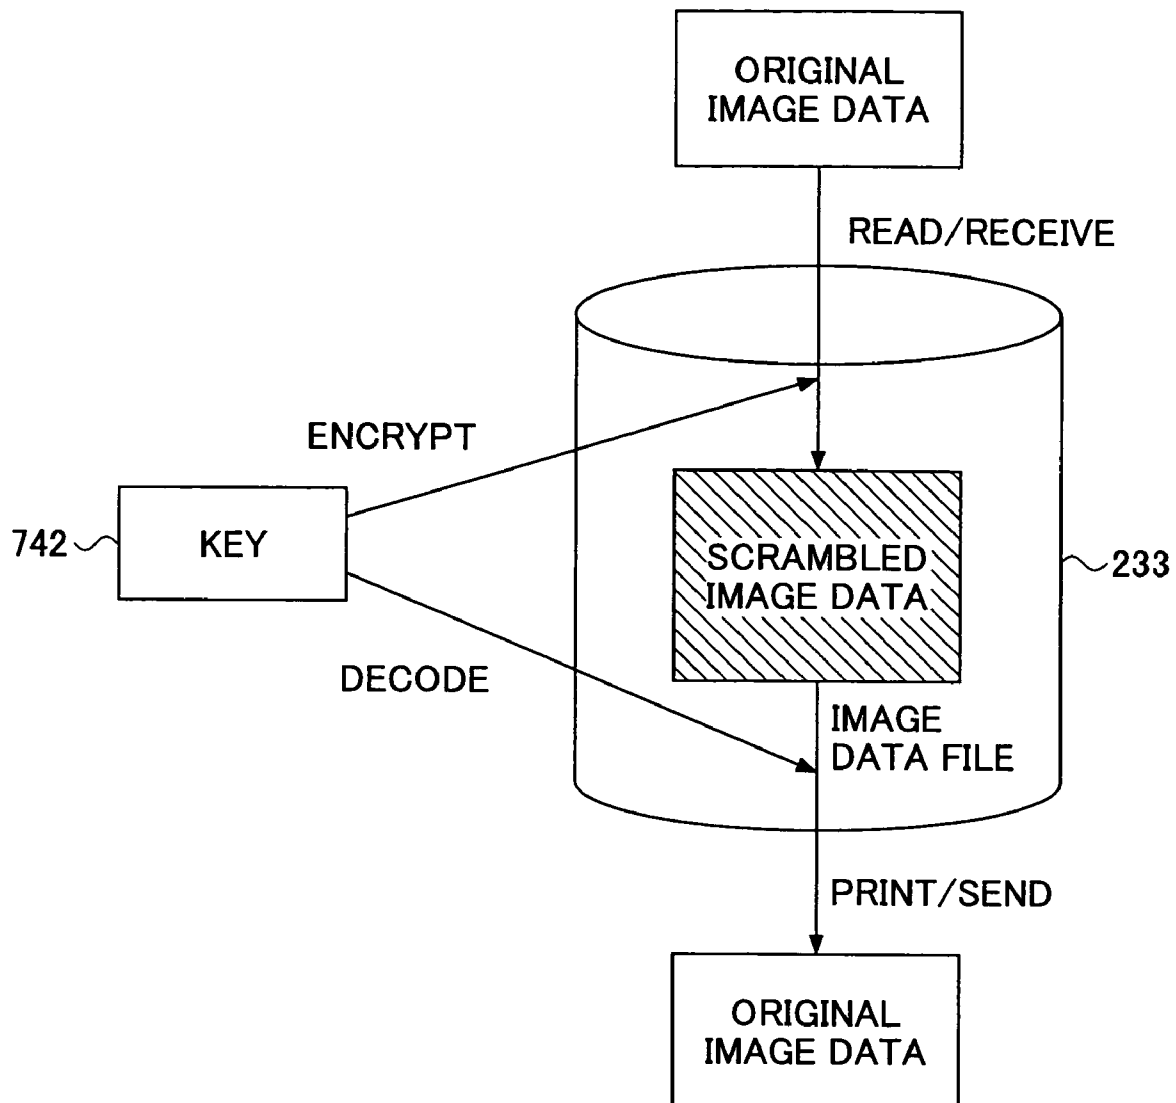 ORIGINAL
IMAGE DATA
READ/RECEIVE
ENCRYPT
742
KEY
SCRAMBLED
IMAGE DATA
233
DECODE
IMAGE
DATA FILE
PRINT/SEND
ORIGINAL
IMAGE DATA